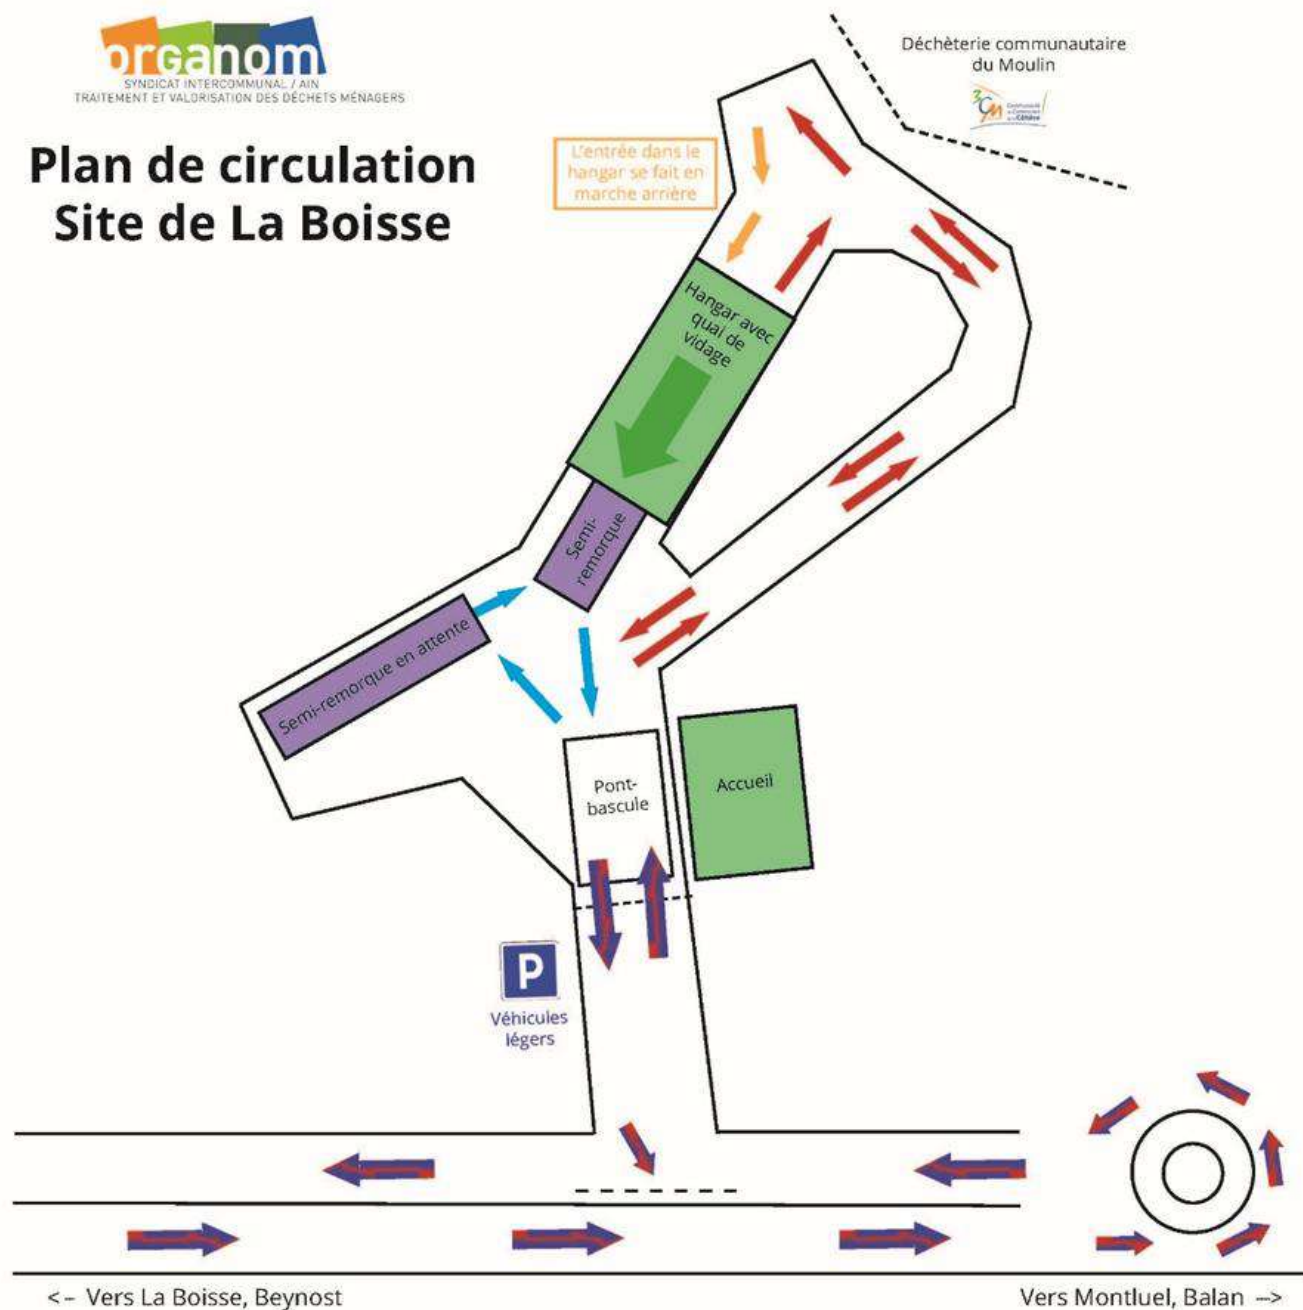 organom
SYNDICAT INTERCOMMUNAL / AIN
TRAITEMENT ET VALORISATION DES DÉCHETS MÉNAGERS
Plan de circulation
Site de La Boisse
Déchèterie communautaire
du Moulin
3CM
L'entrée dans le
hangar se fait en
marche arrière
Hangar avec
quai de
vidage
Semi-
remorque
Semi-remorque en attente
Pont-
bascule
Accueil
P
Véhicules
légers
<- Vers La Boisse, Beynost
Vers Montluel, Balan ->